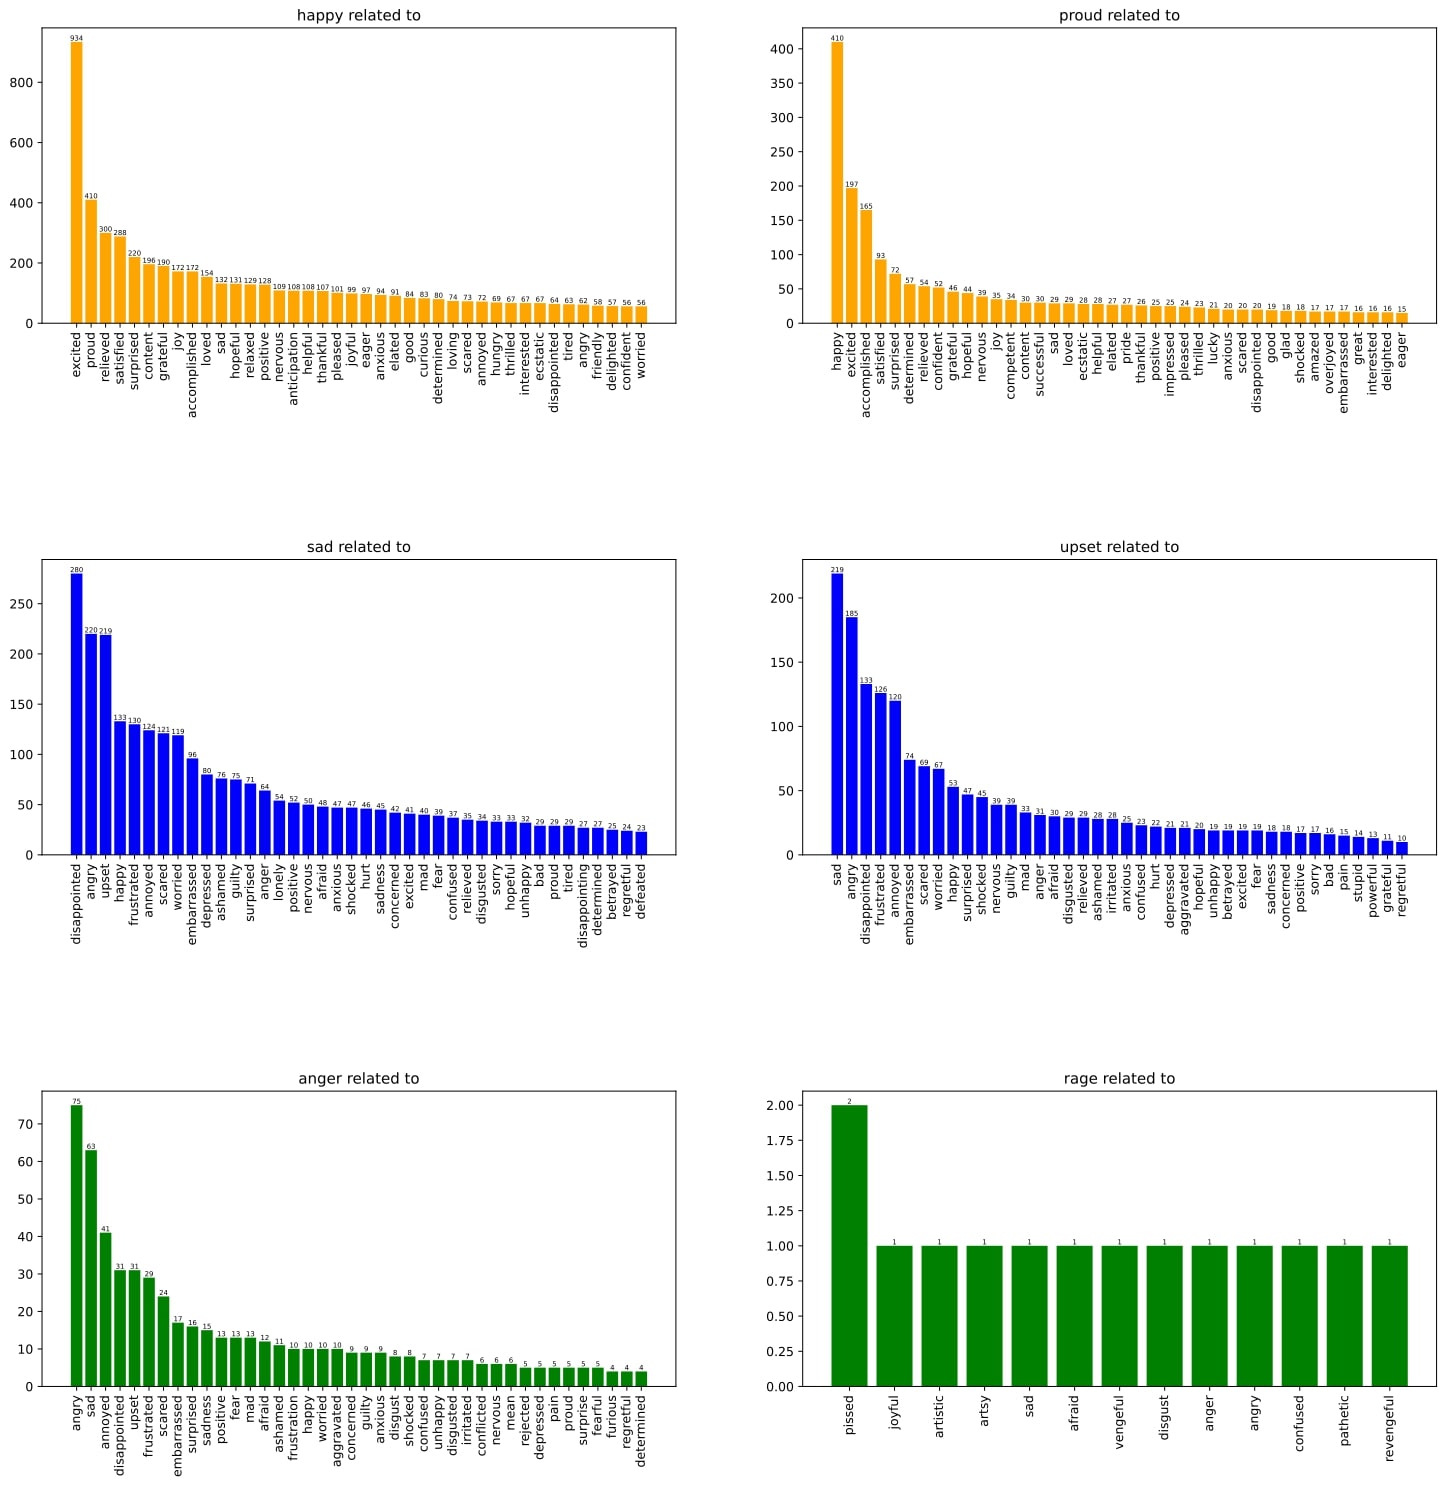 happy related to
800
600
400
200
0
934 410 300 288 220 196 190 172 172 154 132 131 129 128 109 108 108 107 101 99 97 94 91 84 83 80 74 73 72 69 67 67 67 64 63 62 58 57 56 56
excited proud relieved satisfied surprised content grateful joy accomplished loved sad hopeful relaxed positive nervous anticipation helpful thankful pleased joyful eager anxious elated good curious determined loving scared annoyed hungry thrilled interested ecstatic disappointed tired angry friendly delighted confident worried
proud related to
400
350
300
250
200
150
100
50
0
410 197 165 93 72 57 54 52 46 44 39 35 34 30 30 29 29 28 28 27 27 26 25 25 24 23 21 20 20 20 19 18 18 17 17 17 16 16 16 15
happy excited accomplished satisfied surprised determined relieved confident grateful hopeful nervous joy competent content successful sad loved ecstatic helpful elated pride thankful positive impressed pleased thrilled lucky anxious scared disappointed good glad shocked amazed overjoyed embarrassed great interested delighted eager
sad related to
250
200
150
100
50
0
280 220 219 133 130 124 121 119 96 80 76 75 71 64 54 52 50 48 47 47 46 45 42 41 40 39 37 35 34 33 33 32 29 29 29 27 27 25 24 23
disappointed angry upset happy frustrated annoyed scared worried embarrassed depressed ashamed guilty surprised anger lonely positive nervous afraid anxious shocked hurt sadness concerned excited mad fear confused relieved disgusted sorry hopeful unhappy bad proud tired disappointing determined betrayed regretful defeated
upset related to
200
150
100
50
0
219 185 133 126 120 74 69 67 53 47 45 39 39 33 31 30 29 29 28 28 25 23 22 21 21 20 19 19 19 19 18 18 17 17 16 15 14 13 11 10
sad angry disappointed frustrated annoyed embarrassed scared worried happy surprised shocked nervous guilty mad anger afraid disgusted relieved ashamed irritated anxious confused hurt depressed aggravated hopeful unhappy betrayed excited fear sadness concerned positive sorry bad pain stupid powerful grateful regretful
anger related to
70
60
50
40
30
20
10
0
75 63 41 31 31 29 24 17 16 15 13 13 13 12 11 10 10 10 10 9 9 9 8 8 7 7 7 7 6 6 6 5 5 5 5 5 5 4 4 4
angry sad annoyed disappointed upset frustrated scared embarrassed surprised sadness positive fear mad afraid ashamed frustration happy worried aggravated concerned guilty anxious disgust shocked confused unhappy disgusted irritated conflicted nervous mean rejected depressed pain proud surprise fearful furious regretful determined
rage related to
2.00
1.75
1.50
1.25
1.00
0.75
0.50
0.25
0.00
2 1 1 1 1 1 1 1 1 1 1 1 1
pissed joyful artistic artsy sad afraid vengeful disgust anger angry confused pathetic revengeful